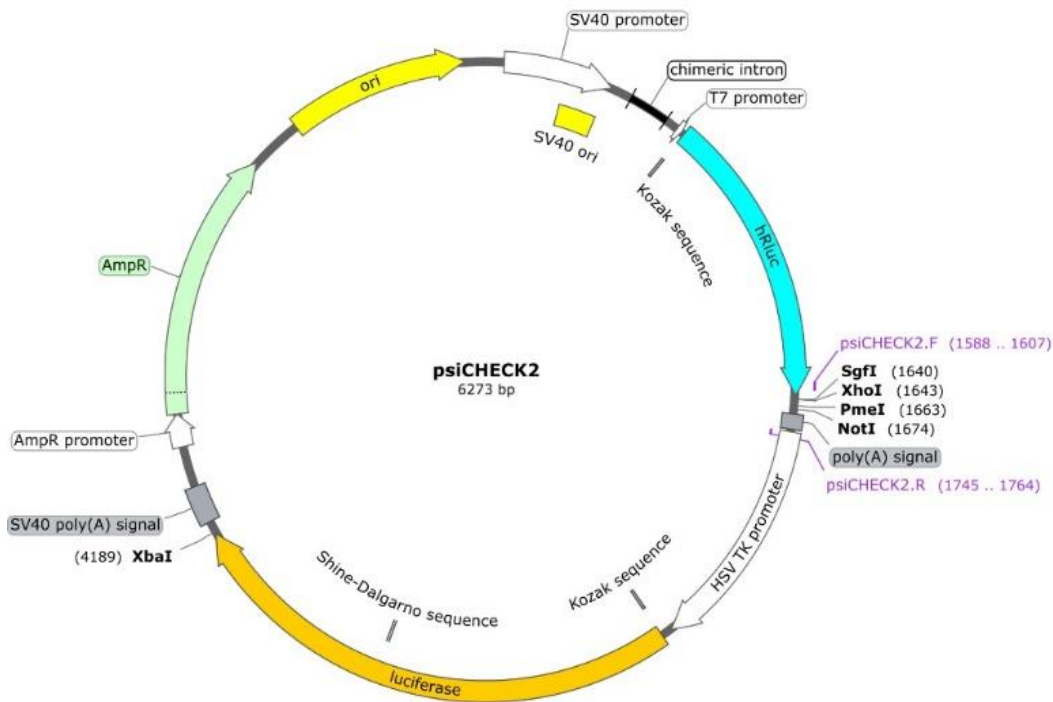 SV40 promoter
chimeric intron
T7 promoter
ori
SV40 ori
Kozak sequence
hRluc
AmpR
psiCHECK2.F (1588 .. 1607)
SgfI (1640)
XhoI (1643)
PmeI (1663)
NotI (1674)
poly(A) signal
psiCHECK2.R (1745 .. 1764)
psiCHECK2
6273 bp
AmpR promoter
SV40 poly(A) signal
(4189) XbaI
HSV TK promoter
Kozak sequence
Shine-Dalgarno sequence
luciferase